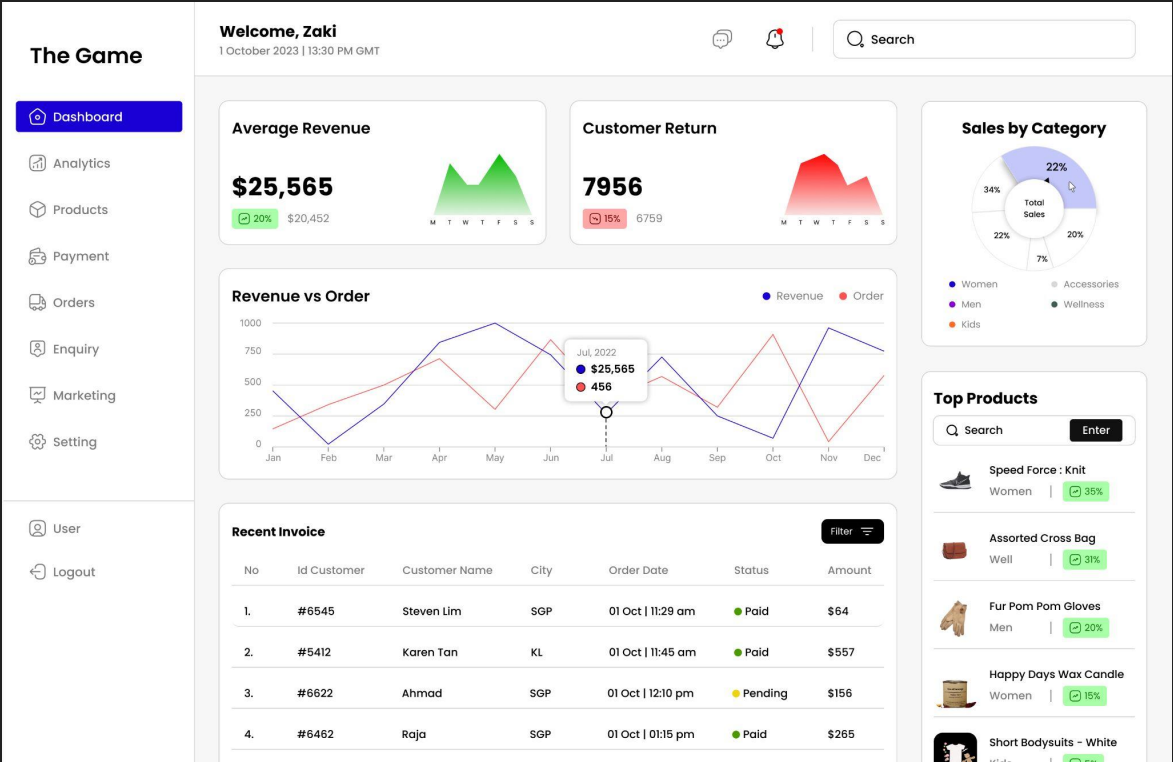 The Game
Dashboard
Analytics
Products
Payment
Orders
Enquiry
Marketing
Setting
User
Logout
Welcome, Zaki
1 October 2023 | 13:30 PM GMT
Search
Average Revenue
$25,565
20% $20,452
M T W T F S S
Customer Return
7956
15% 6759
M T W T F S S
Revenue vs Order
Revenue Order
1000
750
500
250
0
Jan Feb Mar Apr May Jun Jul Aug Sep Oct Nov Dec
Jul, 2022
$25,565
456
Recent Invoice
Filter
No Id Customer Customer Name City Order Date Status Amount
1. #6545 Steven Lim SGP 01 Oct | 11:29 am Paid $64
2. #5412 Karen Tan KL 01 Oct | 11:45 am Paid $557
3. #6622 Ahmad SGP 01 Oct | 12:10 pm Pending $156
4. #6462 Raja SGP 01 Oct | 01:15 pm Paid $265
Sales by Category
22%
34%
Total
Sales
22% 20%
7%
Women Accessories
Men Wellness
Kids
Top Products
Search Enter
Speed Force : Knit
Women | 35%
Assorted Cross Bag
Well | 31%
Fur Pom Pom Gloves
Men | 20%
Happy Days Wax Candle
Women | 15%
Short Bodysuits - White